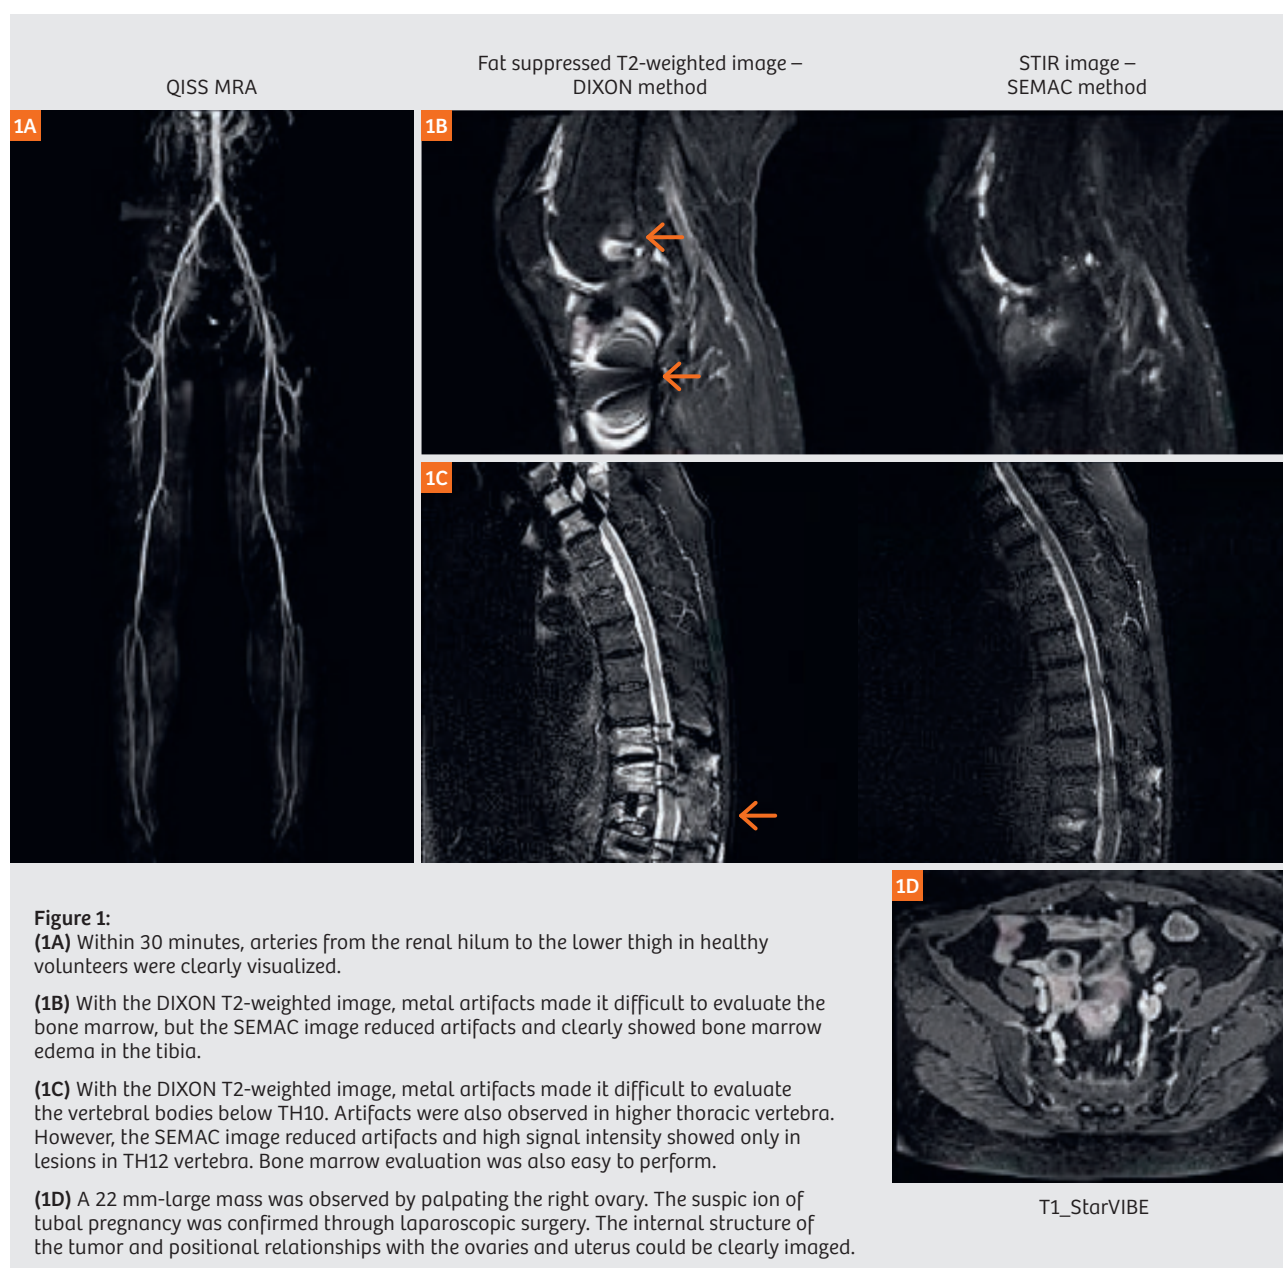 QISS MRA
Fat suppressed T2-weighted image –
DIXON method
STIR image –
SEMAC method
1A
1B
1C
1D
Figure 1:
(1A) Within 30 minutes, arteries from the renal hilum to the lower thigh in healthy
volunteers were clearly visualized.
(1B) With the DIXON T2-weighted image, metal artifacts made it difficult to evaluate the
bone marrow, but the SEMAC image reduced artifacts and clearly showed bone marrow
edema in the tibia.
(1C) With the DIXON T2-weighted image, metal artifacts made it difficult to evaluate
the vertebral bodies below TH10. Artifacts were also observed in higher thoracic vertebra.
However, the SEMAC image reduced artifacts and high signal intensity showed only in
lesions in TH12 vertebra. Bone marrow evaluation was also easy to perform.
(1D) A 22 mm-large mass was observed by palpating the right ovary. The suspic ion of
tubal pregnancy was confirmed through laparoscopic surgery. The internal structure of
the tumor and positional relationships with the ovaries and uterus could be clearly imaged.
T1_StarVIBE